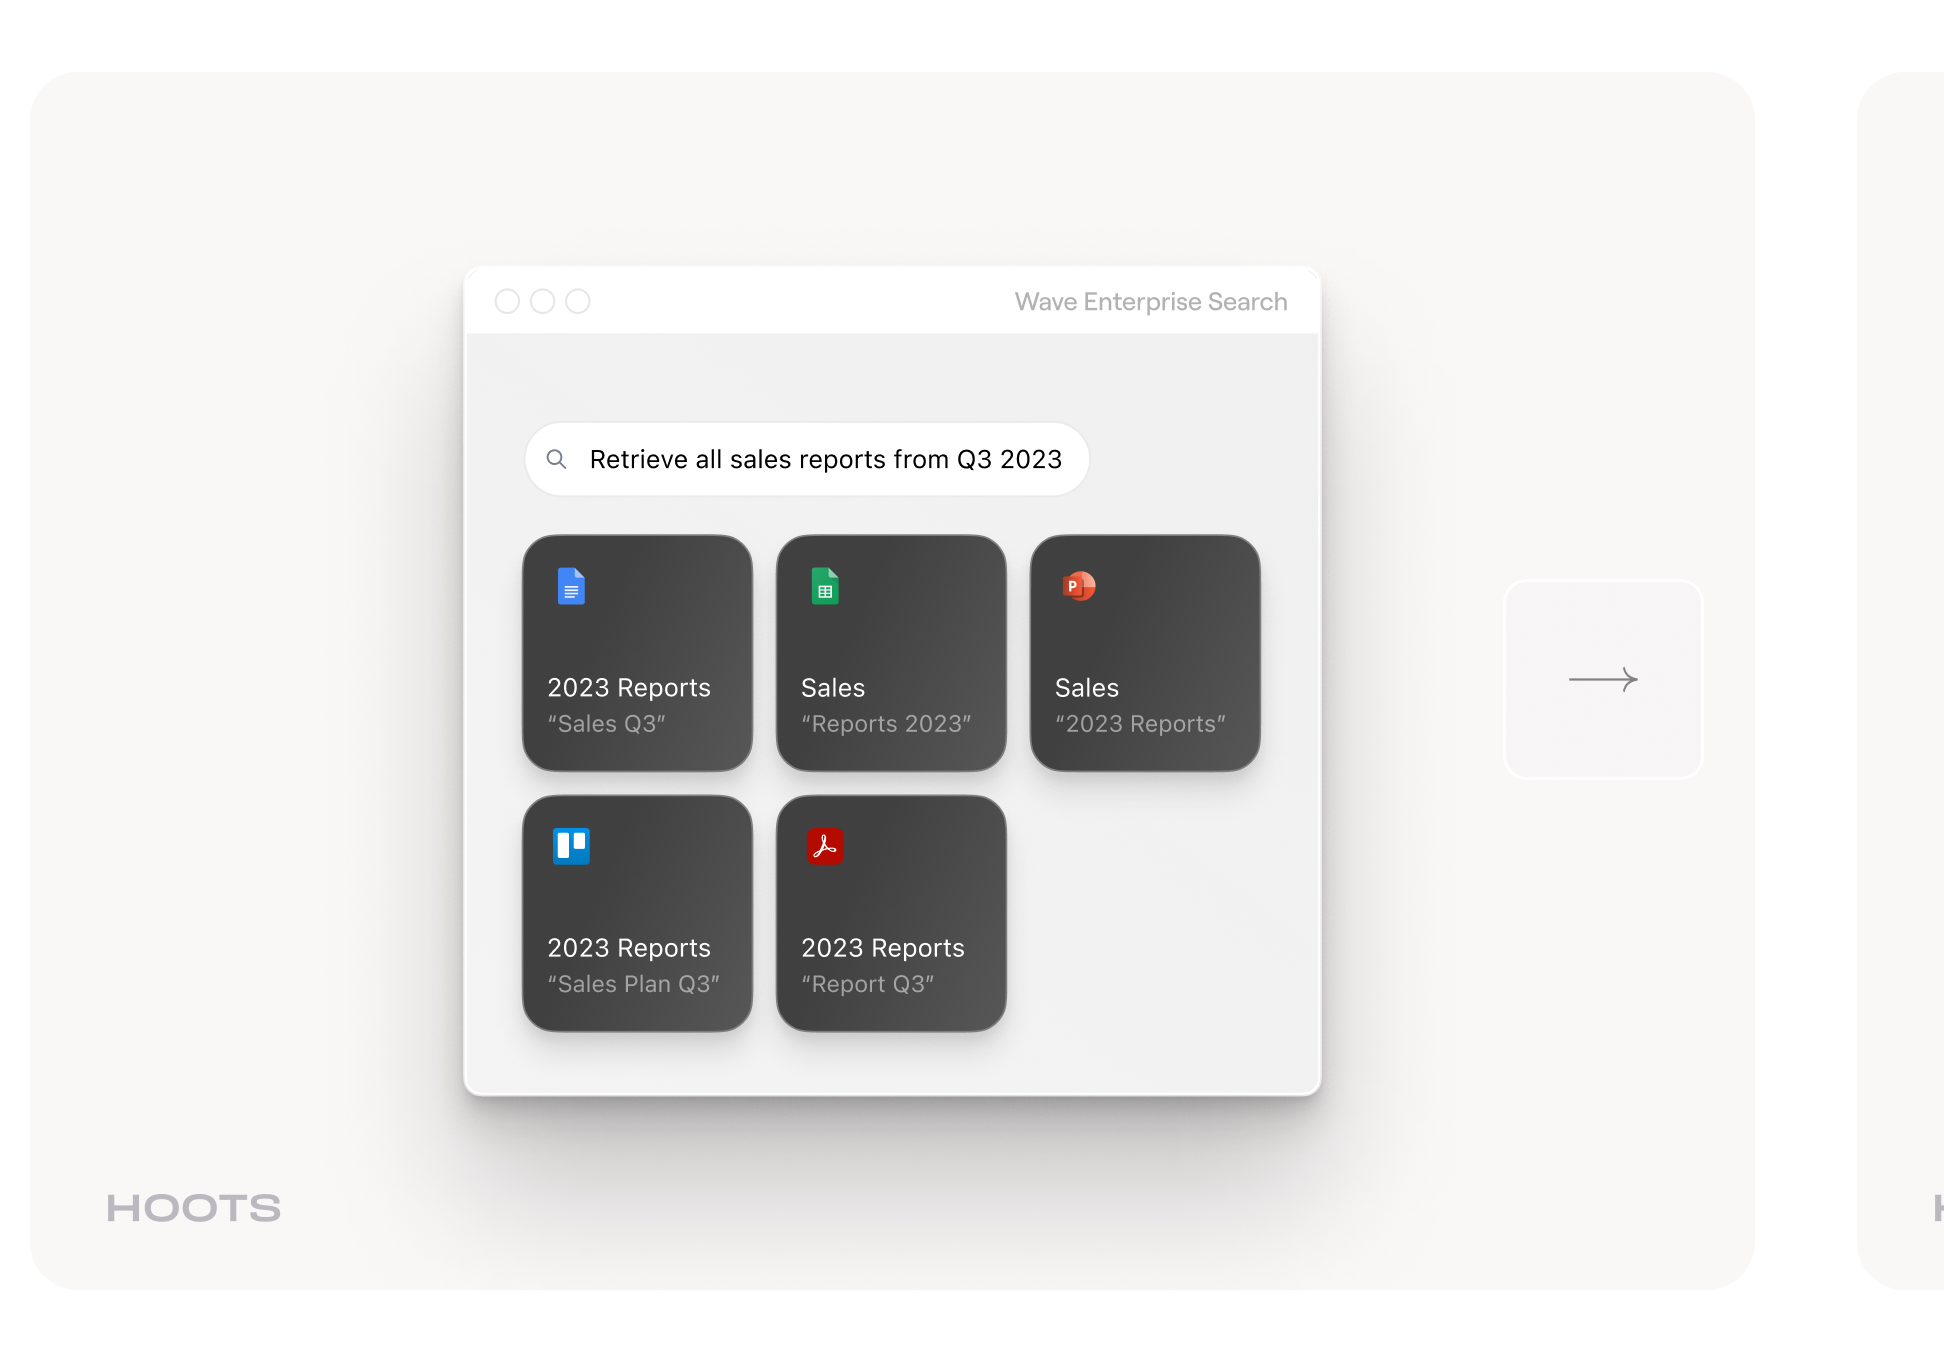 Wave Enterprise Search
Retrieve all sales reports from Q3 2023
2023 Reports
“Sales Q3”
Sales
“Reports 2023”
P
Sales
“2023 Reports”
2023 Reports
“Sales Plan Q3”
2023 Reports
“Report Q3”
HOOTS